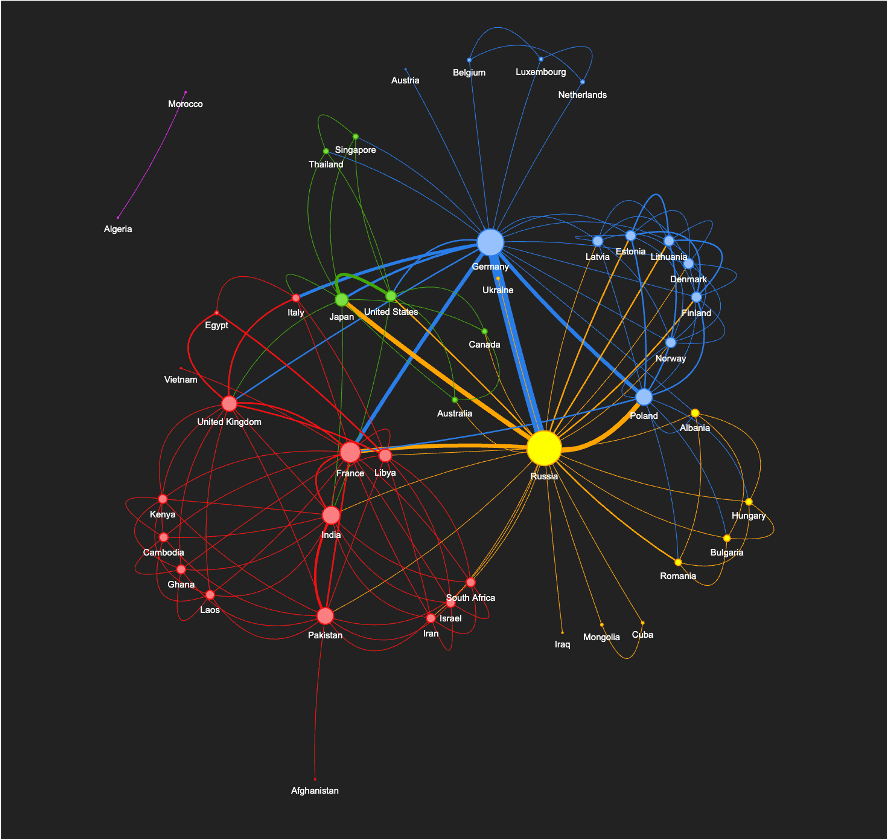 Austria
Belgium
Luxembourg
Netherlands
Morocco
Singapore
Thailand
Algeria
Latvia
Estonia
Lithuania
Germany
Denmark
Ukraine
Italy
Japan
United States
Finland
Egypt
Canada
Norway
Vietnam
United Kingdom
Australia
Poland
Albania
France
Libya
Russia
Kenya
Hungary
India
Cambodia
Bulgaria
Ghana
Romania
Laos
South Africa
Israel
Pakistan
Iran
Iraq
Mongolia
Cuba
Afghanistan